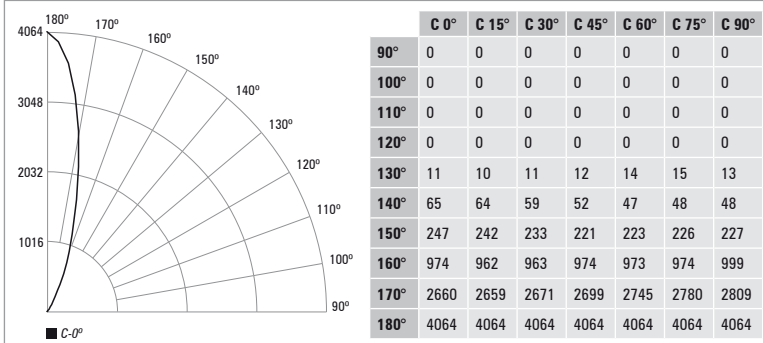 180º
170º
160º
150º
140º
130º
120º
110º
100º
90º
4064
3048
2032
1016
C-0º
C 0° C 15° C 30° C 45° C 60° C 75° C 90°
90° 0 0 0 0 0 0 0
100° 0 0 0 0 0 0 0
110° 0 0 0 0 0 0 0
120° 0 0 0 0 0 0 0
130° 11 10 11 12 14 15 13
140° 65 64 59 52 47 48 48
150° 247 242 233 221 223 226 227
160° 974 962 963 974 973 974 999
170° 2660 2659 2671 2699 2745 2780 2809
180° 4064 4064 4064 4064 4064 4064 4064